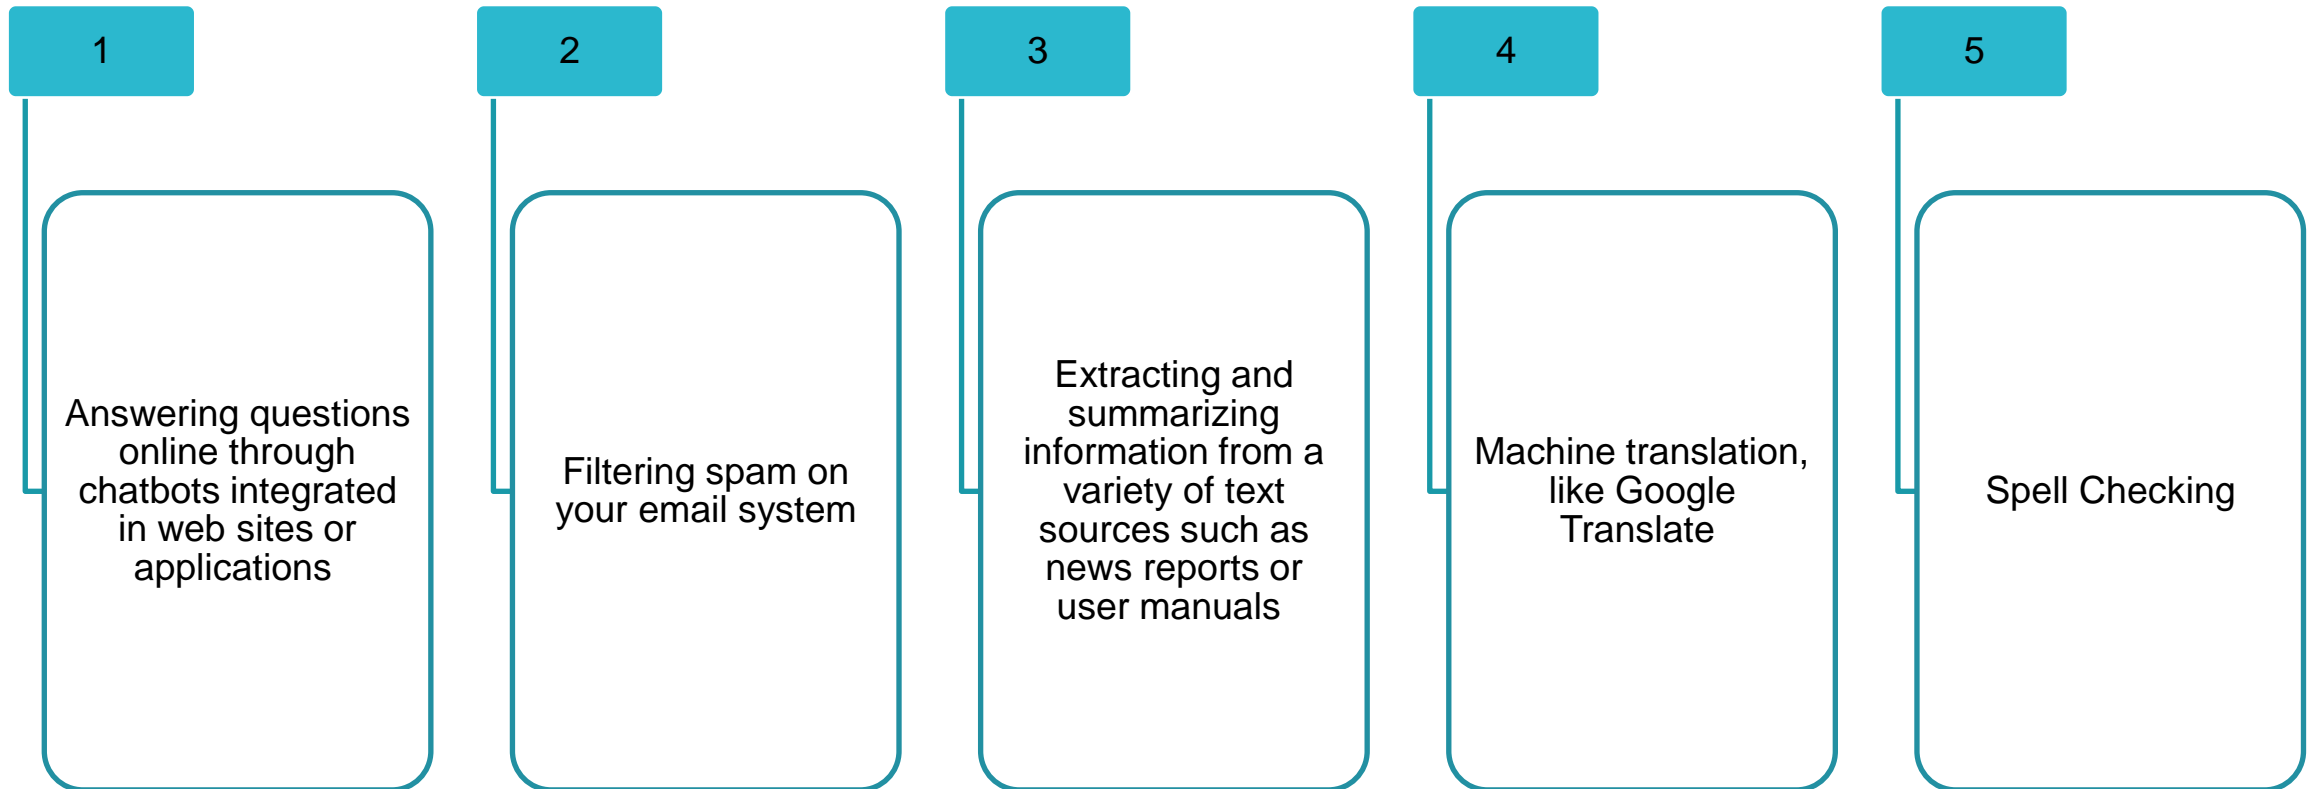 1
Answering questions
online through
chatbots integrated
in web sites or
applications
2
Filtering spam on
your email system
3
Extracting and
summarizing
information from a
variety of text
sources such as
news reports or
user manuals
4
Machine translation,
like Google
Translate
5
Spell Checking